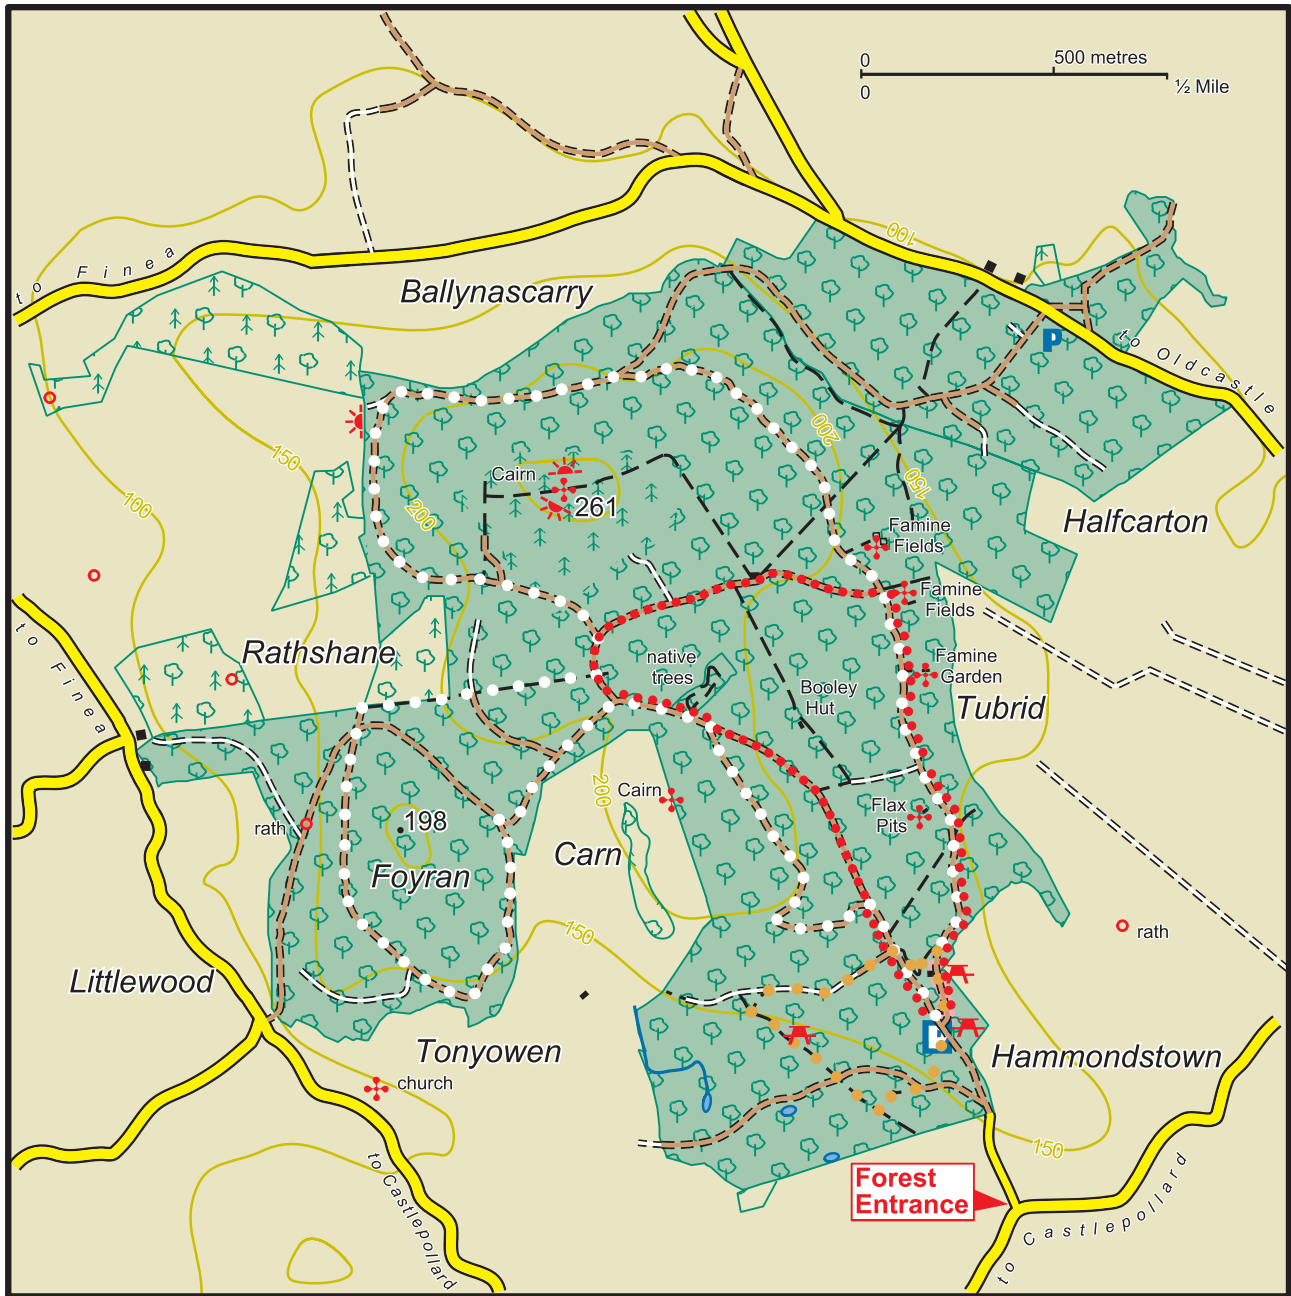 0
500 metres
0
½ Mile
to Finea
Ballynascarry
100
to Oldcastle
P
200
150
150
100
200
Cairn
261
Famine
Fields
Halfcarton
Famine
Fields
to Finea
Rathshane
native
trees
Famine
Garden
Booley
Hut
Tubrid
200
Cairn
Flax
Pits
198
rath
Foyran
Carn
150
rath
Littlewood
Tonyowen
Hammondstown
church
150
to Castlepollard
Forest
Entrance
to Castlepollard